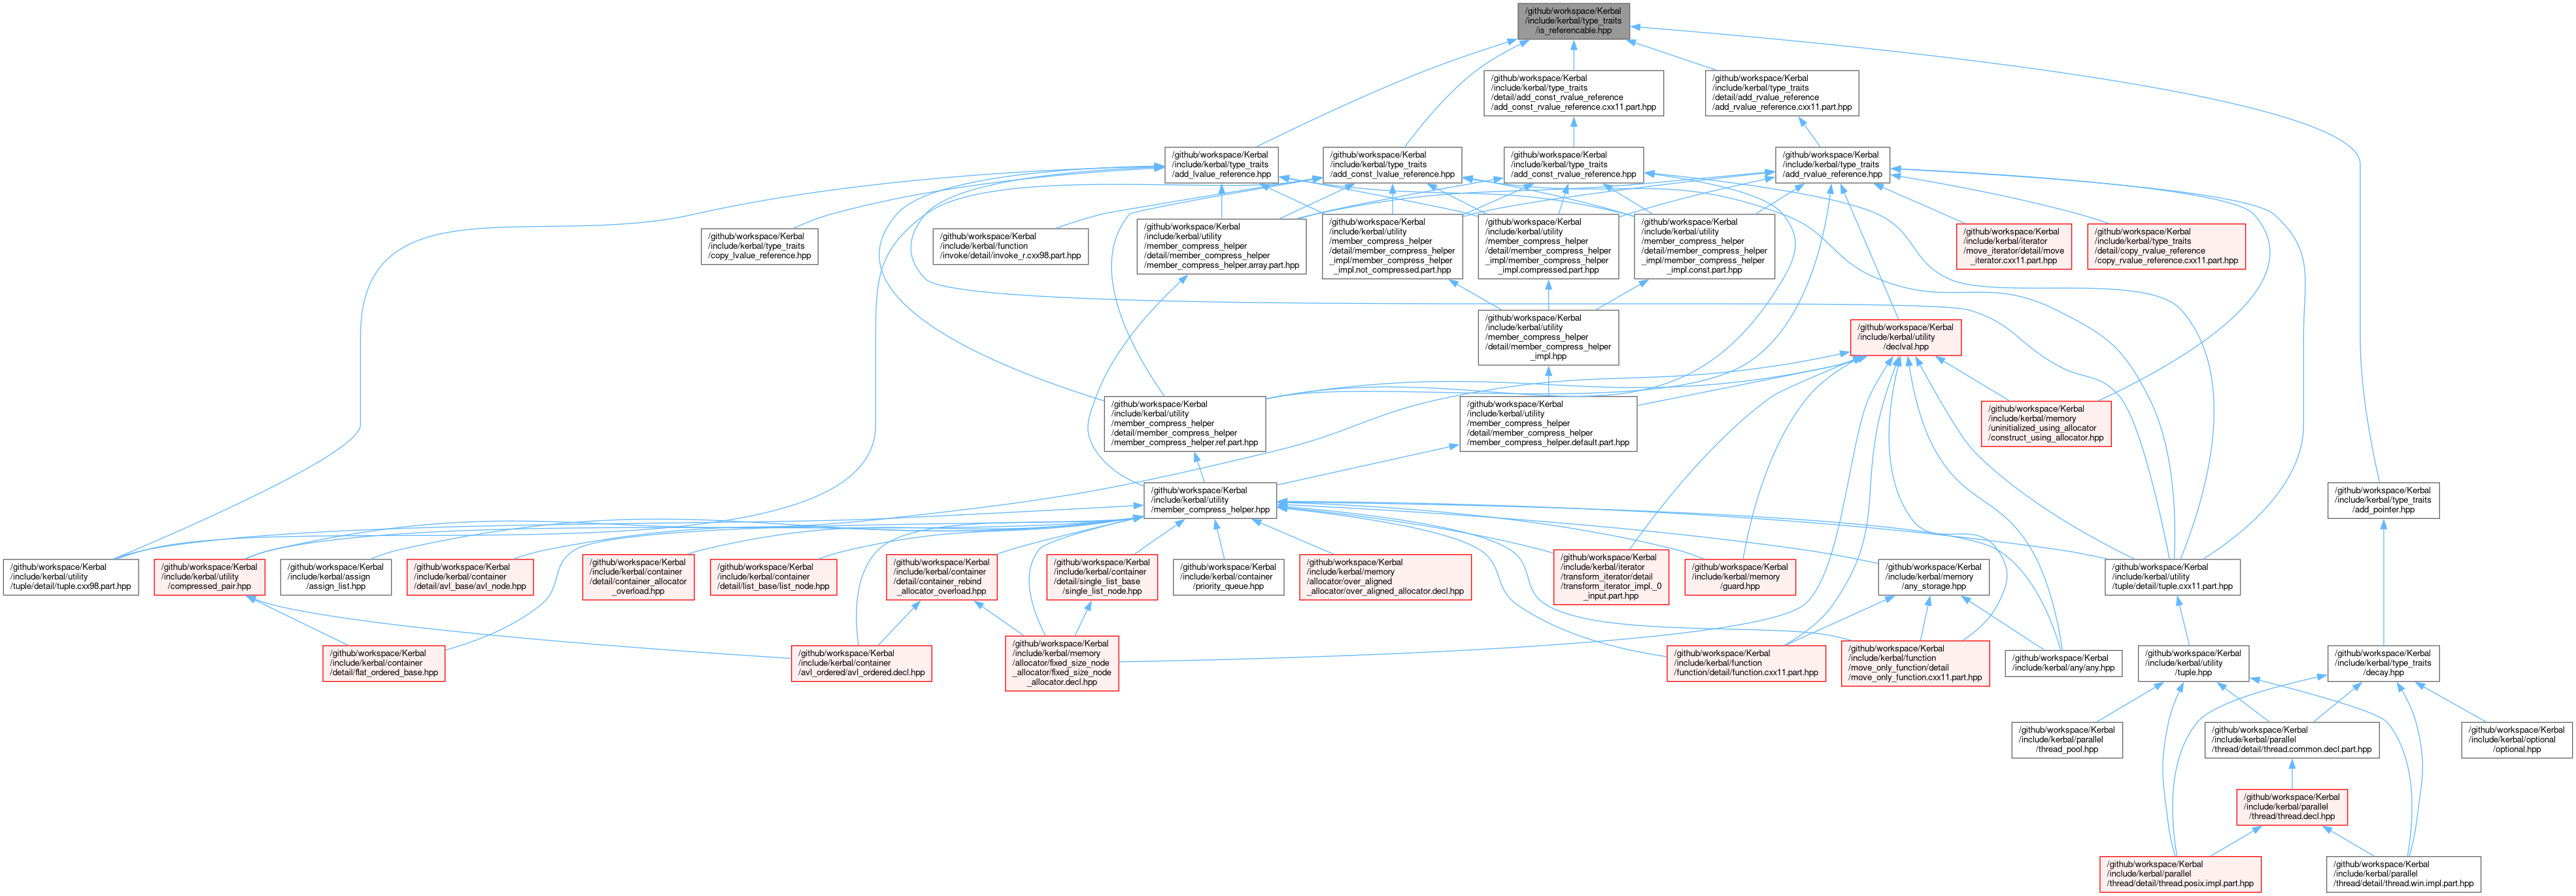 /github/workspace/Kerbal
/include/kerbal/type_traits
/is_referencable.hpp
/github/workspace/Kerbal
/include/kerbal/type_traits
/detail/add_const_rvalue_reference
/add_const_rvalue_reference.cxx11.part.hpp
/github/workspace/Kerbal
/include/kerbal/type_traits
/detail/add_rvalue_reference
/add_rvalue_reference.cxx11.part.hpp
/github/workspace/Kerbal
/include/kerbal/type_traits
/add_lvalue_reference.hpp
/github/workspace/Kerbal
/include/kerbal/type_traits
/add_const_lvalue_reference.hpp
/github/workspace/Kerbal
/include/kerbal/type_traits
/add_const_rvalue_reference.hpp
/github/workspace/Kerbal
/include/kerbal/type_traits
/add_rvalue_reference.hpp
/github/workspace/Kerbal
/include/kerbal/type_traits
/copy_lvalue_reference.hpp
/github/workspace/Kerbal
/include/kerbal/function
/invoke/detail/invoke_r.cxx98.part.hpp
/github/workspace/Kerbal
/include/kerbal/utility
/member_compress_helper
/detail/member_compress_helper
/member_compress_helper.array.part.hpp
/github/workspace/Kerbal
/include/kerbal/utility
/member_compress_helper
/detail/member_compress_helper
_impl/member_compress_helper
_impl.not_compressed.part.hpp
/github/workspace/Kerbal
/include/kerbal/utility
/member_compress_helper
/detail/member_compress_helper
_impl/member_compress_helper
_impl.compressed.part.hpp
/github/workspace/Kerbal
/include/kerbal/utility
/member_compress_helper
/detail/member_compress_helper
_impl/member_compress_helper
_impl.const.part.hpp
/github/workspace/Kerbal
/include/kerbal/iterator
/move_iterator/detail/move
_iterator.cxx11.part.hpp
/github/workspace/Kerbal
/include/kerbal/type_traits
/detail/copy_rvalue_reference
/copy_rvalue_reference.cxx11.part.hpp
/github/workspace/Kerbal
/include/kerbal/utility
/member_compress_helper
/detail/member_compress_helper
_impl.hpp
/github/workspace/Kerbal
/include/kerbal/utility
/declval.hpp
/github/workspace/Kerbal
/include/kerbal/utility
/member_compress_helper
/detail/member_compress_helper
/member_compress_helper.ref.part.hpp
/github/workspace/Kerbal
/include/kerbal/utility
/member_compress_helper
/detail/member_compress_helper
/member_compress_helper.default.part.hpp
/github/workspace/Kerbal
/include/kerbal/memory
/uninitialized_using_allocator
/construct_using_allocator.hpp
/github/workspace/Kerbal
/include/kerbal/utility
/member_compress_helper.hpp
/github/workspace/Kerbal
/include/kerbal/type_traits
/add_pointer.hpp
/github/workspace/Kerbal
/include/kerbal/utility
/tuple/detail/tuple.cxx98.part.hpp
/github/workspace/Kerbal
/include/kerbal/utility
/compressed_pair.hpp
/github/workspace/Kerbal
/include/kerbal/assign
/assign_list.hpp
/github/workspace/Kerbal
/include/kerbal/container
/detail/avl_base/avl_node.hpp
/github/workspace/Kerbal
/include/kerbal/container
/detail/container_allocator
_overload.hpp
/github/workspace/Kerbal
/include/kerbal/container
/detail/list_base/list_node.hpp
/github/workspace/Kerbal
/include/kerbal/container
/detail/container_rebind
_allocator_overload.hpp
/github/workspace/Kerbal
/include/kerbal/container
/detail/single_list_base
/single_list_node.hpp
/github/workspace/Kerbal
/include/kerbal/container
/priority_queue.hpp
/github/workspace/Kerbal
/include/kerbal/memory
/allocator/over_aligned
_allocator/over_aligned_allocator.decl.hpp
/github/workspace/Kerbal
/include/kerbal/iterator
/transform_iterator/detail
/transform_iterator_impl._0
_input.part.hpp
/github/workspace/Kerbal
/include/kerbal/memory
/guard.hpp
/github/workspace/Kerbal
/include/kerbal/memory
/any_storage.hpp
/github/workspace/Kerbal
/include/kerbal/utility
/tuple/detail/tuple.cxx11.part.hpp
/github/workspace/Kerbal
/include/kerbal/container
/detail/flat_ordered_base.hpp
/github/workspace/Kerbal
/include/kerbal/container
/avl_ordered/avl_ordered.decl.hpp
/github/workspace/Kerbal
/include/kerbal/memory
/allocator/fixed_size_node
_allocator/fixed_size_node
_allocator.decl.hpp
/github/workspace/Kerbal
/include/kerbal/function
/function/detail/function.cxx11.part.hpp
/github/workspace/Kerbal
/include/kerbal/function
/move_only_function/detail
/move_only_function.cxx11.part.hpp
/github/workspace/Kerbal
/include/kerbal/any/any.hpp
/github/workspace/Kerbal
/include/kerbal/utility
/tuple.hpp
/github/workspace/Kerbal
/include/kerbal/type_traits
/decay.hpp
/github/workspace/Kerbal
/include/kerbal/parallel
/thread_pool.hpp
/github/workspace/Kerbal
/include/kerbal/parallel
/thread/detail/thread.common.decl.part.hpp
/github/workspace/Kerbal
/include/kerbal/optional
/optional.hpp
/github/workspace/Kerbal
/include/kerbal/parallel
/thread/thread.decl.hpp
/github/workspace/Kerbal
/include/kerbal/parallel
/thread/detail/thread.posix.impl.part.hpp
/github/workspace/Kerbal
/include/kerbal/parallel
/thread/detail/thread.win.impl.part.hpp